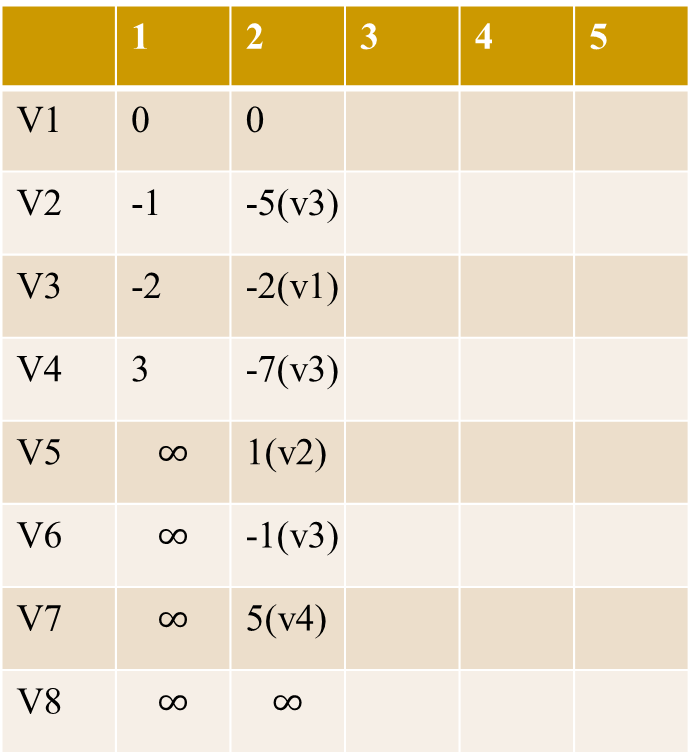 1 2 3 4 5
V1 0 0
V2 -1 -5(v3)
V3 -2 -2(v1)
V4 3 -7(v3)
V5 ∞ 1(v2)
V6 ∞ -1(v3)
V7 ∞ 5(v4)
V8 ∞ ∞